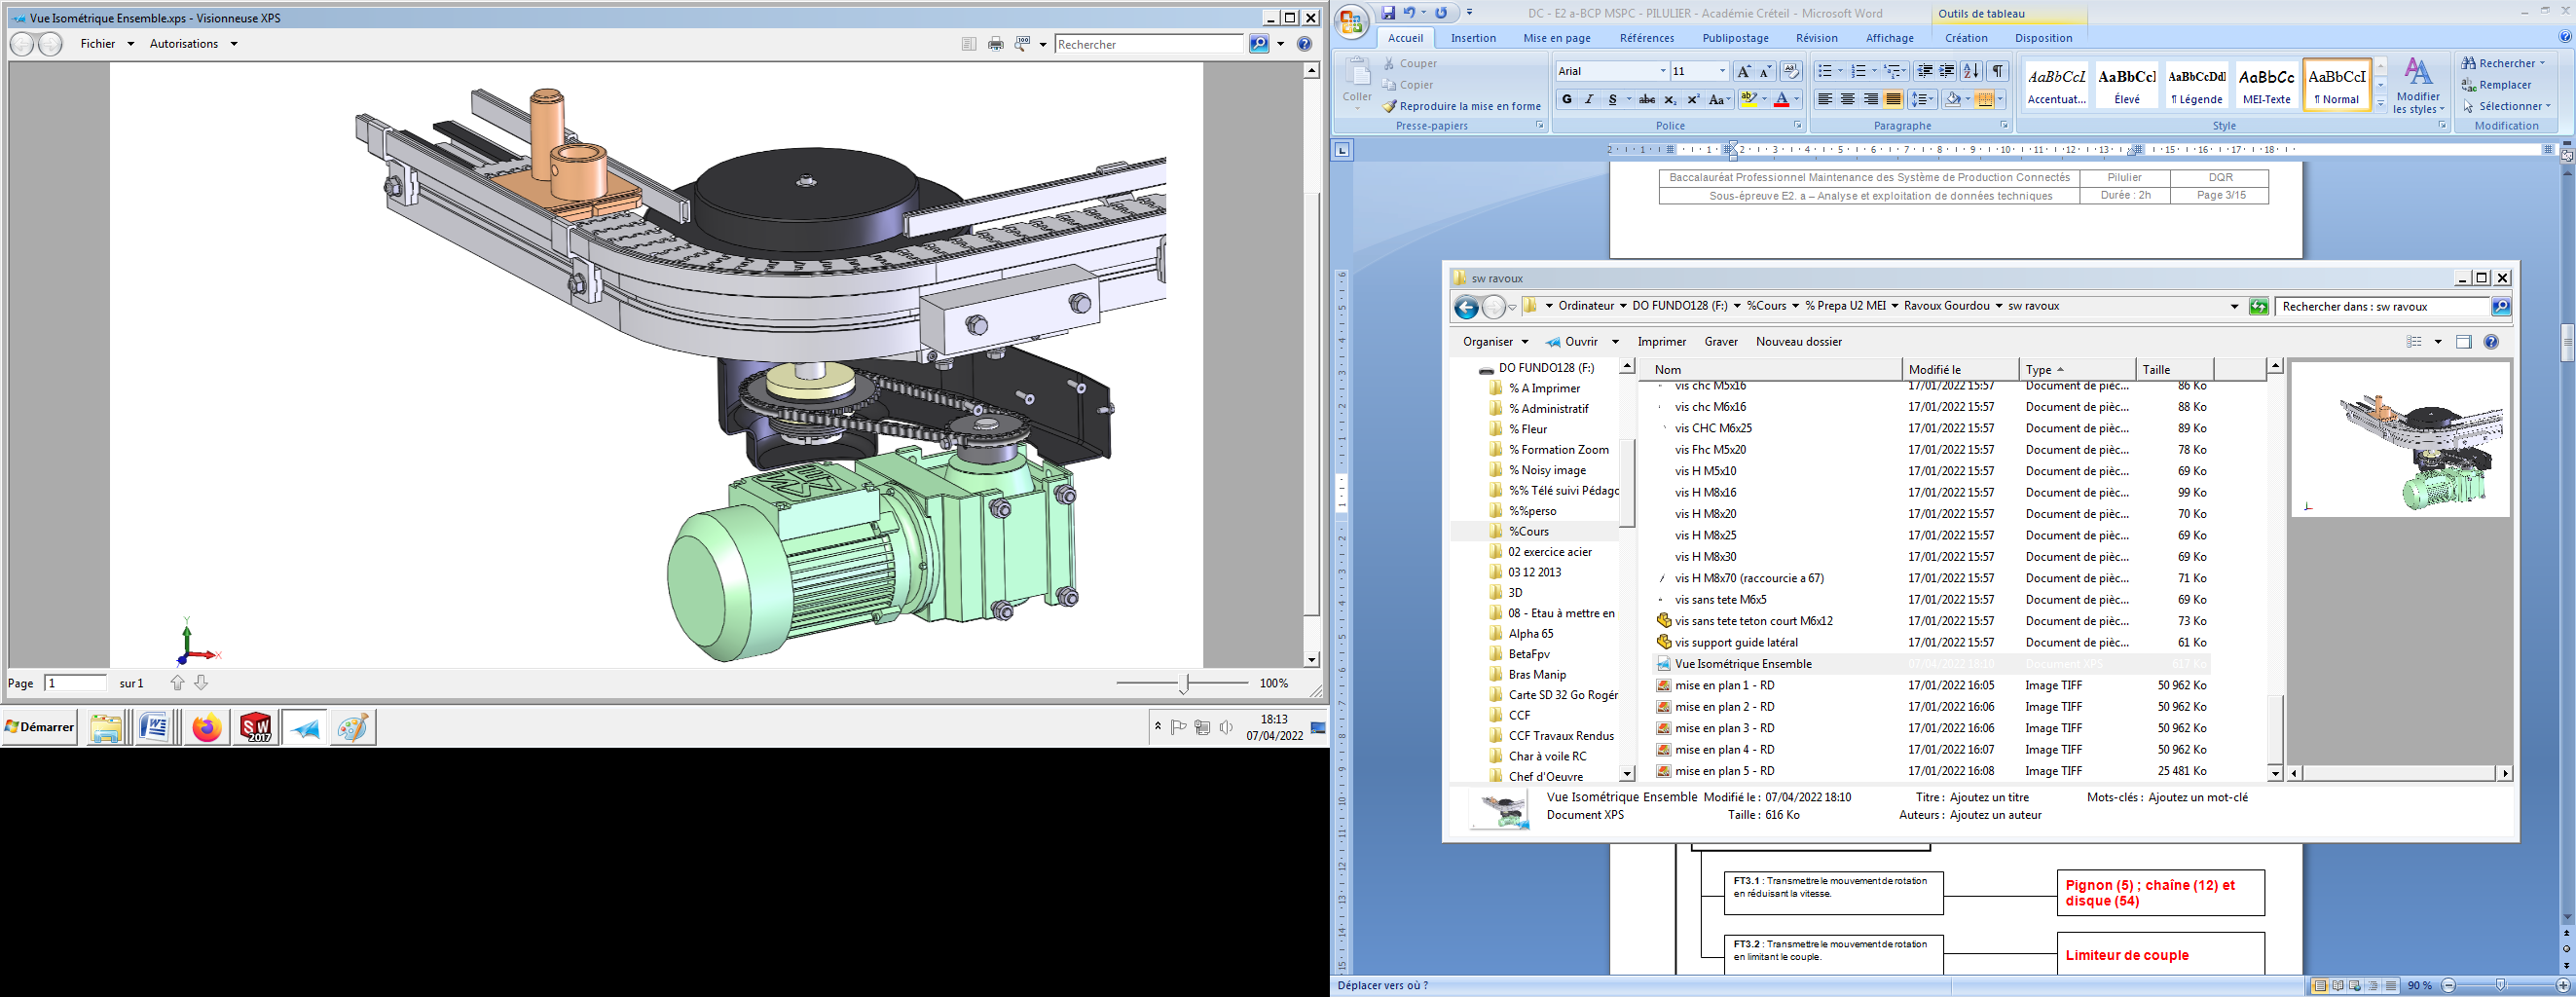 Vue Isométrique Ensemble.xps - Visionneuse XPS
Fichier Autorisations
Rechercher
Y
X
Page 1 sur 1
100%
Démarrer
SW 2017
18:13
07/04/2022
DC - E2 a-BCP MSPC - PILULIER - Académie Créteil - Microsoft Word
Outils de tableau
Accueil Insertion Mise en page Références Publipostage Révision Affichage Création Disposition
Coller
Couper
Copier
Reproduire la mise en forme
Presse-papiers
Arial 11
G I S abc X₂ X² Aa
Police
Paragraphe
AaBbCcI AaBbCcI AaBbCcDdI AaBbCc AaBbCcI
Accentuat... Élevé ¶ Légende MEI-Texte ¶ Normal
Modifier les styles
Style
Rechercher
Remplacer
Sélectionner
Modification
Baccalauréat Professionnel Maintenance des Système de Production Connectés Pilulier DQR
Sous-épreuve E2. a – Analyse et exploitation de données techniques Durée : 2h Page 3/15
sw ravoux
Ordinateur DO FUNDO128 (F:) %Cours % Prepa U2 MEI Ravoux Gourdou sw ravoux
Rechercher dans : sw ravoux
Organiser Ouvrir Imprimer Graver Nouveau dossier
DO FUNDO128 (F:)
% A Imprimer
% Administratif
% Fleur
% Formation Zoom
% Noisy image
%% Télé suivi Pédago
%%perso
%Cours
02 exercice acier
03 12 2013
3D
08 - Etau à mettre en
Alpha 65
BetaFpv
Bras Manip
Carte SD 32 Go Rogér
CCF
CCF Travaux Rendus
Char à voile RC
Chef d'Oeuvre
Nom Modifié le Type Taille
vis chc M5x16 17/01/2022 15:57 Document de pièc... 86 Ko
vis chc M6x16 17/01/2022 15:57 Document de pièc... 88 Ko
vis CHC M6x25 17/01/2022 15:57 Document de pièc... 89 Ko
vis Fhc M5x20 17/01/2022 15:57 Document de pièc... 78 Ko
vis H M5x10 17/01/2022 15:57 Document de pièc... 69 Ko
vis H M8x16 17/01/2022 15:57 Document de pièc... 99 Ko
vis H M8x20 17/01/2022 15:57 Document de pièc... 70 Ko
vis H M8x25 17/01/2022 15:57 Document de pièc... 69 Ko
vis H M8x30 17/01/2022 15:57 Document de pièc... 69 Ko
vis H M8x70 (raccourcie a 67) 17/01/2022 15:57 Document de pièc... 71 Ko
vis sans tete M6x5 17/01/2022 15:57 Document de pièc... 69 Ko
vis sans tete teton court M6x12 17/01/2022 15:57 Document de pièc... 73 Ko
vis support guide latéral 17/01/2022 15:57 Document de pièc... 61 Ko
Vue Isométrique Ensemble 07/04/2022 18:10 Document XPS 617 Ko
mise en plan 1 - RD 17/01/2022 16:05 Image TIFF 50 962 Ko
mise en plan 2 - RD 17/01/2022 16:06 Image TIFF 50 962 Ko
mise en plan 3 - RD 17/01/2022 16:06 Image TIFF 50 962 Ko
mise en plan 4 - RD 17/01/2022 16:07 Image TIFF 50 962 Ko
mise en plan 5 - RD 17/01/2022 16:08 Image TIFF 25 481 Ko
Vue Isométrique Ensemble Modifié le : 07/04/2022 18:10 Titre : Ajoutez un titre Mots-clés : Ajoutez un mot-clé
Document XPS Taille : 616 Ko Auteurs : Ajoutez un auteur
FT3.1 : Transmettre le mouvement de rotation
en réduisant la vitesse.
Pignon (5) ; chaîne (12) et
disque (54)
FT3.2 : Transmettre le mouvement de rotation
en limitant le couple.
Limiteur de couple
Déplacer vers où ?
90 %